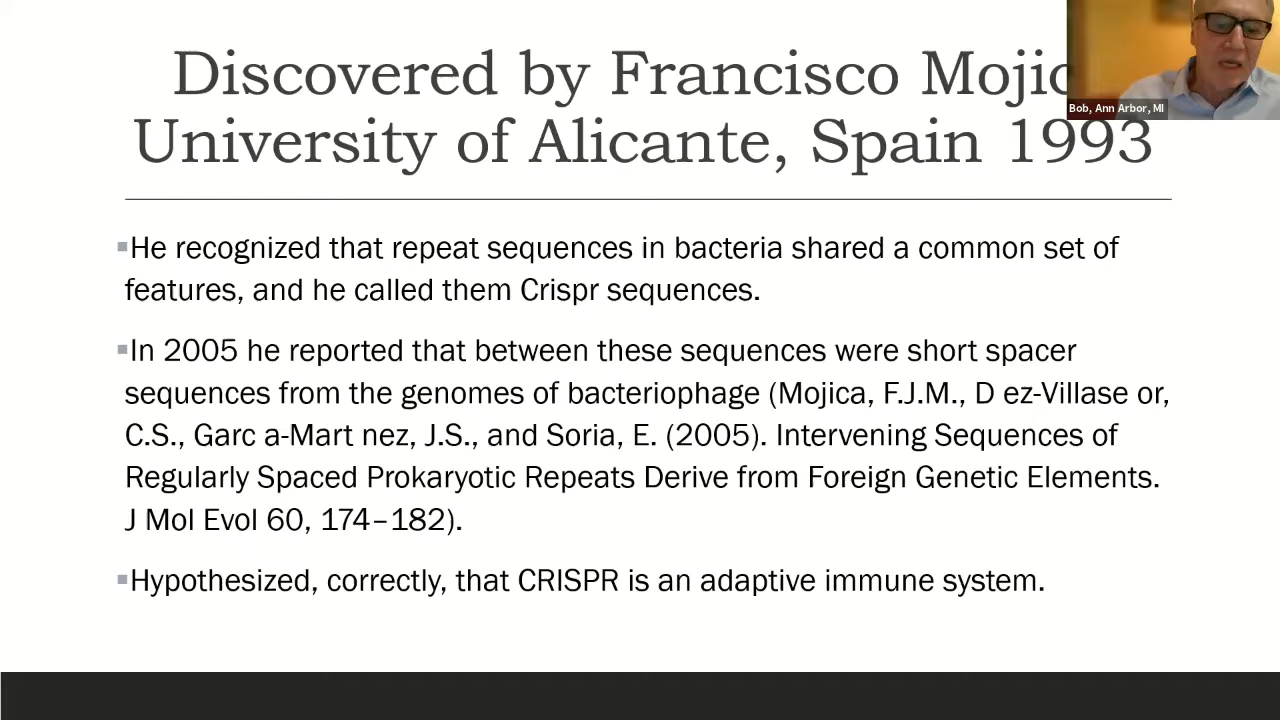 Discovered by Francisco Mojic
University of Alicante, Spain 1993
Bob, Ann Arbor, MI
▪He recognized that repeat sequences in bacteria shared a common set of
features, and he called them Crispr sequences.
▪In 2005 he reported that between these sequences were short spacer
sequences from the genomes of bacteriophage (Mojica, F.J.M., D ez-Villase or,
C.S., Garc a-Mart nez, J.S., and Soria, E. (2005). Intervening Sequences of
Regularly Spaced Prokaryotic Repeats Derive from Foreign Genetic Elements.
J Mol Evol 60, 174–182).
▪Hypothesized, correctly, that CRISPR is an adaptive immune system.